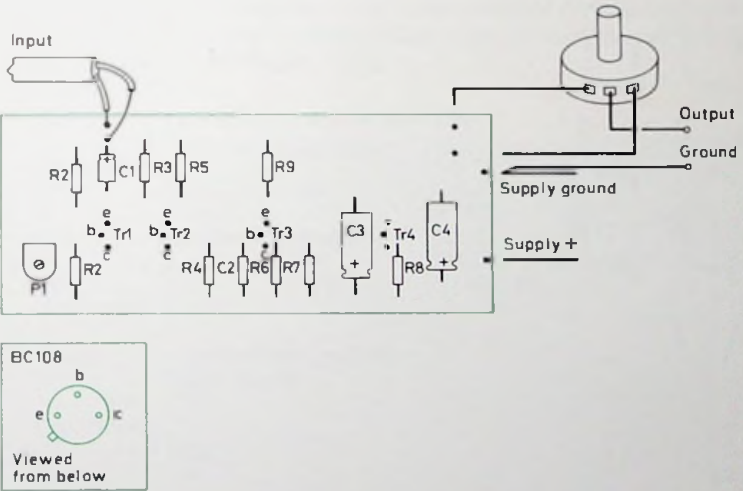 Input
Output
Ground
Supply ground
Supply +
R2
+
C1
R3
R5
R9
e
b
Tr1
c
e
b
Tr2
c
e
b
Tr3
c
C3
+
Tr4
C4
+
P1
R2
R4
C2
R6
R7
R8
BC108
b
e
c
Viewed
from below